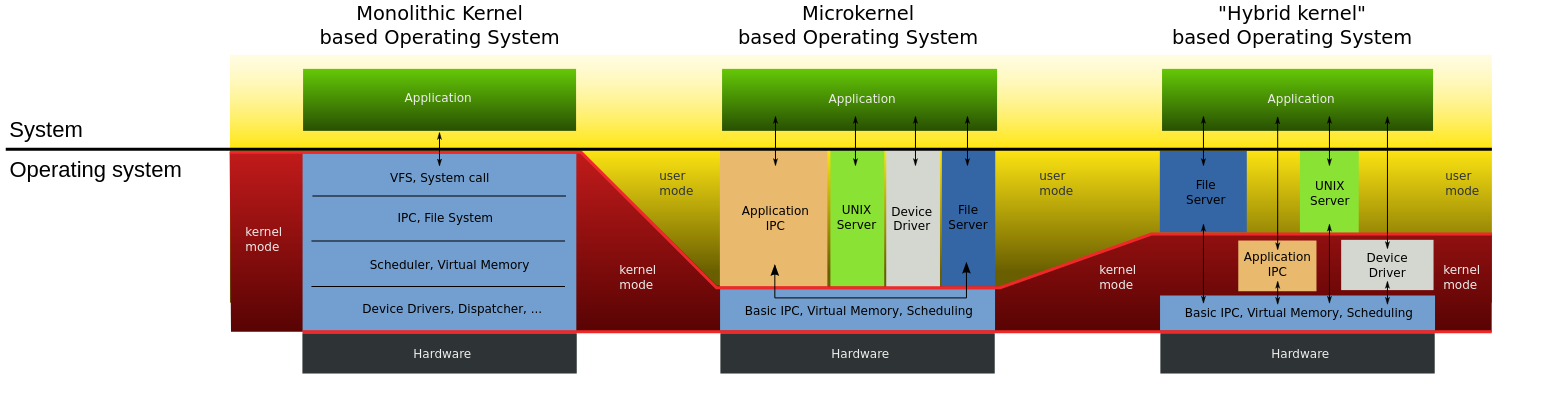 Monolithic Kernel
based Operating System
Microkernel
based Operating System
"Hybrid kernel"
based Operating System
Application
Application
Application
System
Operating system
VFS, System call
IPC, File System
Scheduler, Virtual Memory
Device Drivers, Dispatcher, ...
kernel
mode
user
mode
kernel
mode
Application
IPC
UNIX
Server
Device
Driver
File
Server
Basic IPC, Virtual Memory, Scheduling
user
mode
kernel
mode
File
Server
UNIX
Server
Application
IPC
Device
Driver
user
mode
kernel
mode
Basic IPC, Virtual Memory, Scheduling
Hardware
Hardware
Hardware